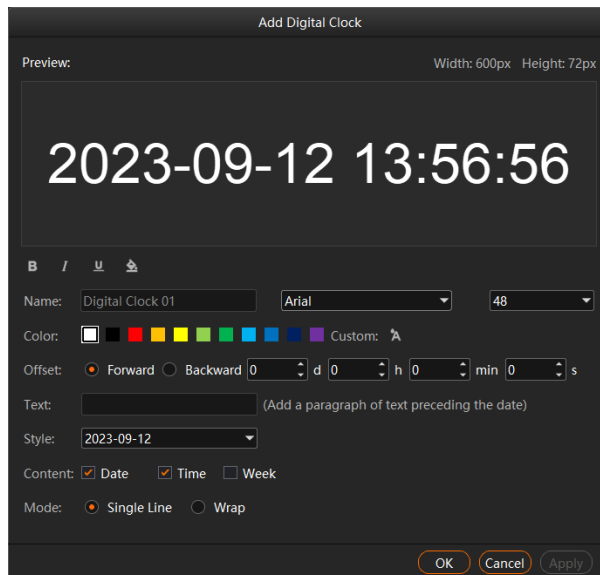 Add Digital Clock
Preview: Width: 600px Height: 72px
2023-09-12 13:56:56
B I U
Name: Digital Clock 01 Arial 48
Color: Custom: A
Offset: Forward Backward 0 d 0 h 0 min 0 s
Text: (Add a paragraph of text preceding the date)
Style: 2023-09-12
Content: Date Time Week
Mode: Single Line Wrap
OK Cancel Apply